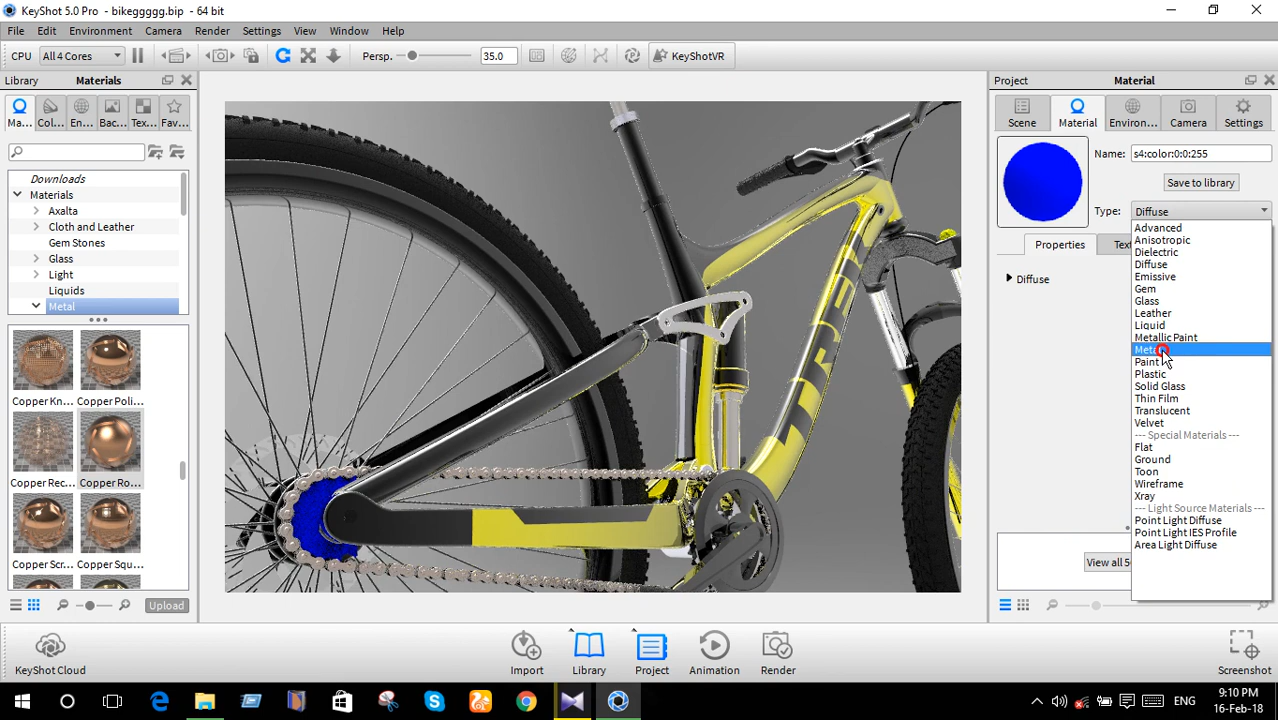 KeyShot 5.0 Pro - bikeggggg.bip - 64 bit
File Edit Environment Camera Render Settings View Window Help
CPU All 4 Cores Persp. 35.0 KeyShotVR
Library Materials
Ma... Col... En... Bac... Tex... Fav...
Downloads
Materials
Axalta
Cloth and Leather
Gem Stones
Glass
Light
Liquids
Metal
Copper Kn... Copper Poli...
Copper Rec... Copper Ro...
Copper Scr... Copper Squ...
Upload
Project Material
Scene Material Environ... Camera Settings
Name: s4:color:0:0:255
Save to library
Type: Diffuse
Properties
Diffuse
Advanced
Anisotropic
Dielectric
Diffuse
Emissive
Gem
Glass
Leather
Liquid
Metallic Paint
Paint
Plastic
Solid Glass
Thin Film
Translucent
Velvet
--- Special Materials ---
Flat
Ground
Toon
Wireframe
Xray
--- Light Source Materials ---
Point Light Diffuse
Point Light IES Profile
Area Light Diffuse
KeyShot Cloud Import Library Project Animation Render Screenshot
ENG
9:10 PM
16-Feb-18